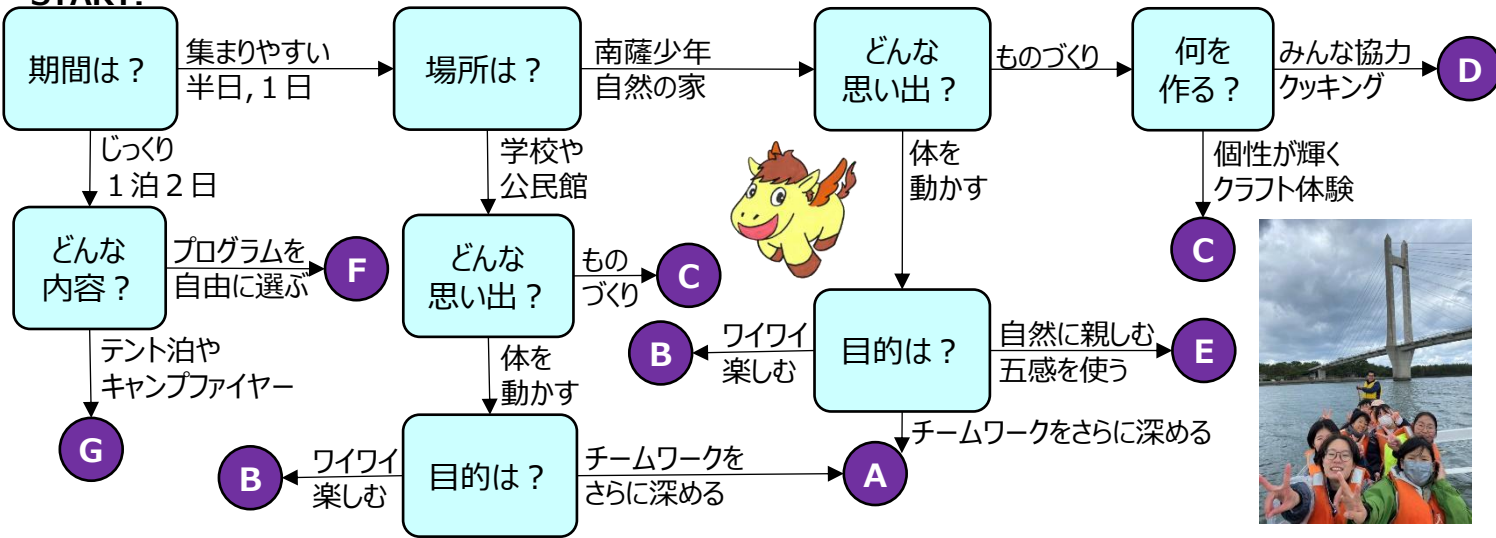 START!
期間は？
集まりやすい
半日,１日
場所は？
南薩少年
自然の家
どんな
思い出？
ものづくり
何を
作る？
みんな協力
クッキング
D
じっくり
１泊２日
学校や
公民館
体を
動かす
個性が輝く
クラフト体験
C
どんな
内容？
プログラムを
自由に選ぶ
F
どんな
思い出？
もの
づくり
C
テント泊や
キャンプファイヤー
G
体を
動かす
B
ワイワイ
楽しむ
目的は？
自然に親しむ
五感を使う
E
チームワークをさらに深める
B
ワイワイ
楽しむ
目的は？
チームワークを
さらに深める
A